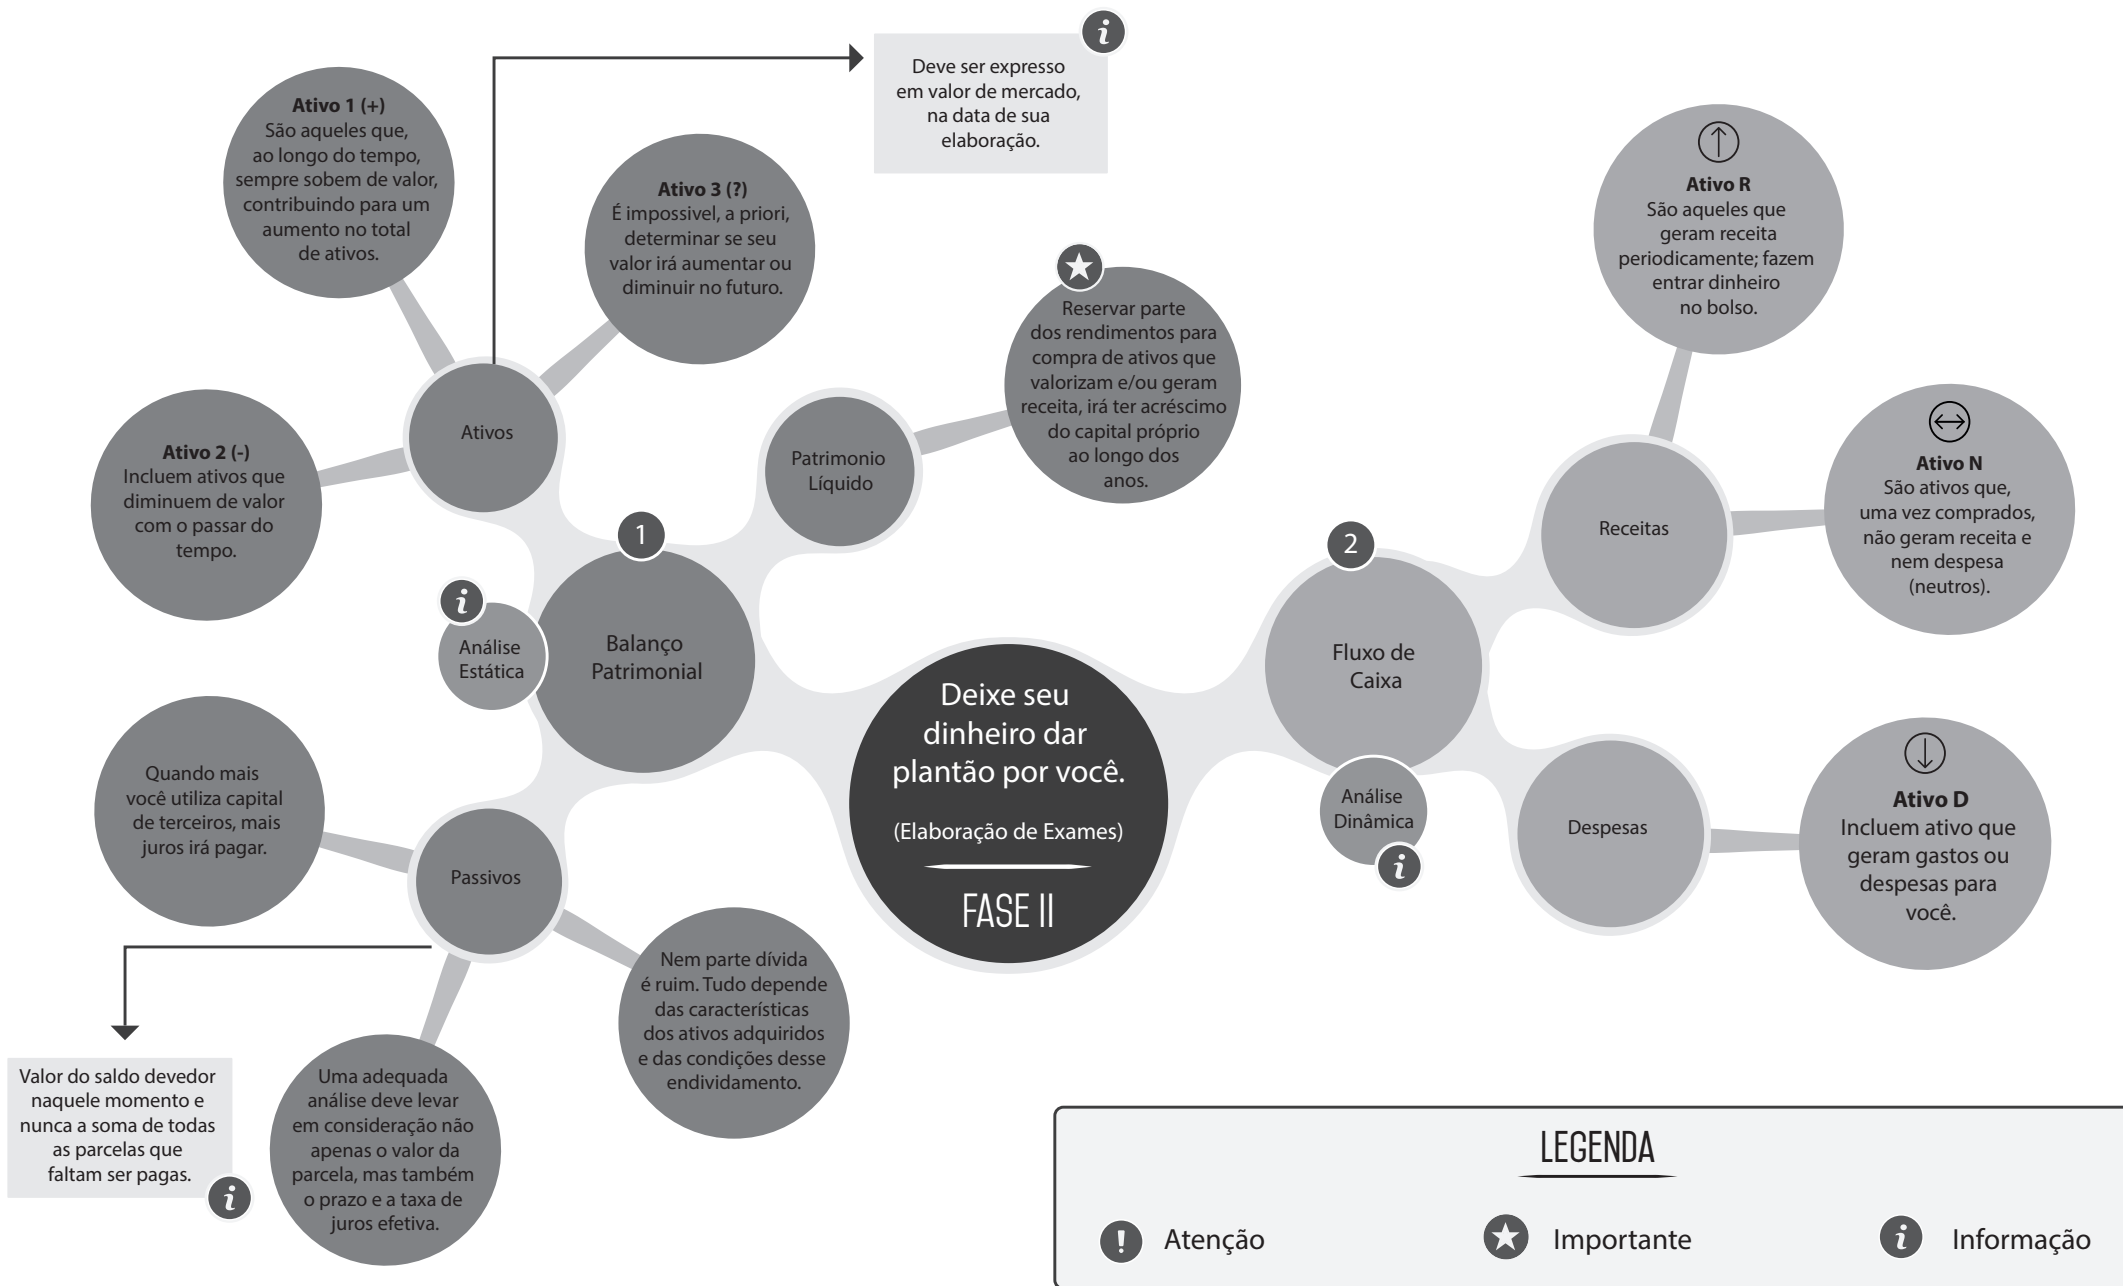 Deve ser expresso
em valor de mercado,
na data de sua
elaboração.
Ativo 1 (+)
São aqueles que,
ao longo do tempo,
sempre sobem de valor,
contribuindo para um
aumento no total
de ativos.
Ativo 3 (?)
É impossivel, a priori,
determinar se seu
valor irá aumentar ou
diminuir no futuro.
Ativo 2 (-)
Incluem ativos que
diminuem de valor
com o passar do
tempo.
Ativos
Reservar parte
dos rendimentos para
compra de ativos que
valorizam e/ou geram
receita, irá ter acréscimo
do capital próprio
ao longo dos
anos.
Patrimonio
Líquido
1
Balanço
Patrimonial
Análise
Estática
Quando mais
você utiliza capital
de terceiros, mais
juros irá pagar.
Passivos
Nem parte dívida
é ruim. Tudo depende
das características
dos ativos adquiridos
e das condições desse
endividamento.
Valor do saldo devedor
naquele momento e
nunca a soma de todas
as parcelas que
faltam ser pagas.
Uma adequada
análise deve levar
em consideração não
apenas o valor da
parcela, mas também
o prazo e a taxa de
juros efetiva.
Deixe seu
dinheiro dar
plantão por você.
(Elaboração de Exames)
FASE II
2
Fluxo de
Caixa
Análise
Dinâmica
Receitas
Ativo R
São aqueles que
geram receita
periodicamente; fazem
entrar dinheiro
no bolso.
Ativo N
São ativos que,
uma vez comprados,
não geram receita e
nem despesa
(neutros).
Despesas
Ativo D
Incluem ativo que
geram gastos ou
despesas para
você.
LEGENDA
! Atenção
Importante
i Informação